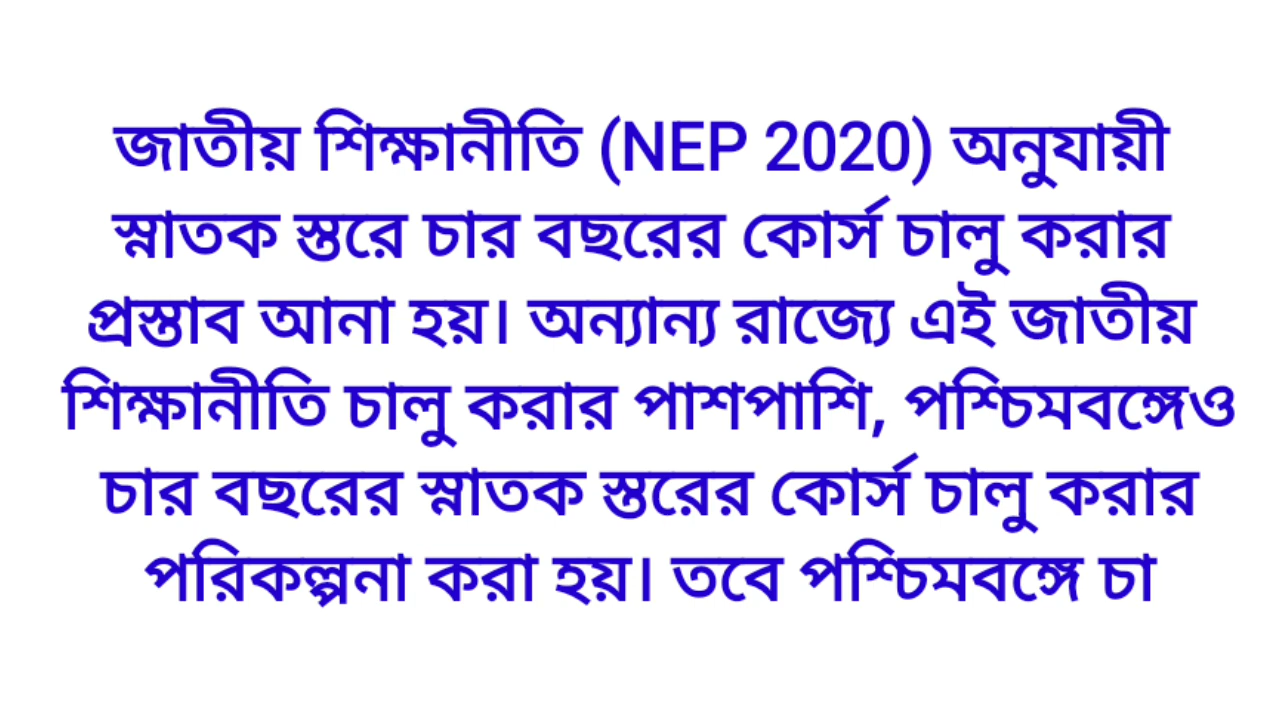 জাতীয় শিক্ষানীতি (NEP 2020) অনুযায়ী
স্নাতক স্তরে চার বছরের কোর্স চালু করার
প্রস্তাব আনা হয়। অন্যান্য রাজ্যে এই জাতীয়
শিক্ষানীতি চালু করার পাশপাশি, পশ্চিমবঙ্গেও
চার বছরের স্নাতক স্তরের কোর্স চালু করার
পরিকল্পনা করা হয়। তবে পশ্চিমবঙ্গে চা